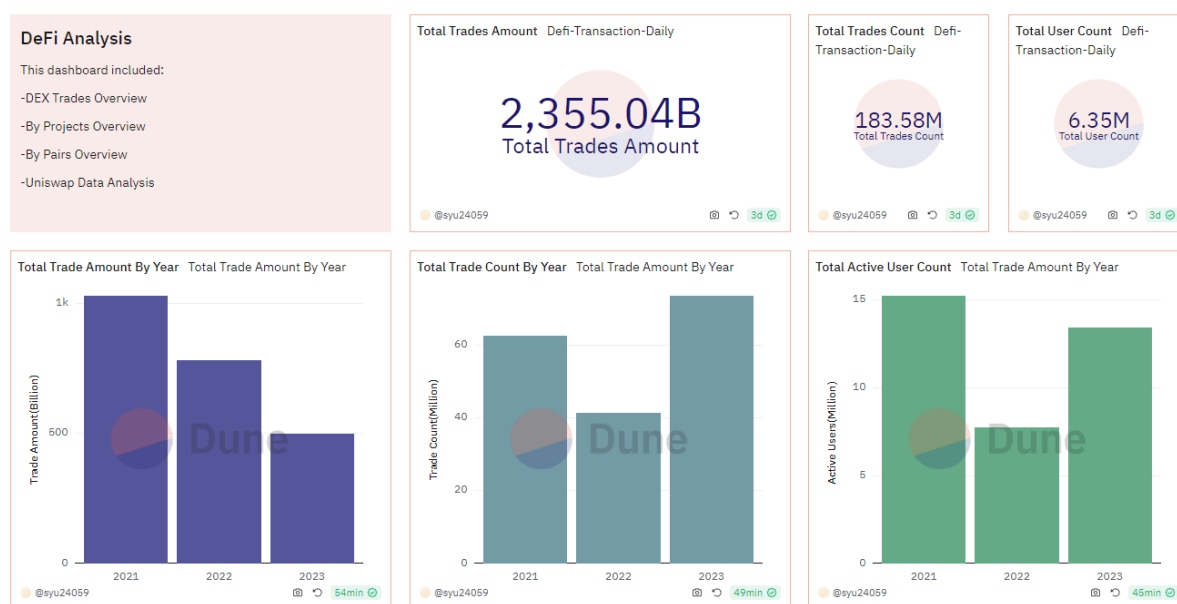 DeFi Analysis
This dashboard included:
-DEX Trades Overview
-By Projects Overview
-By Pairs Overview
-Uniswap Data Analysis
Total Trades Amount Defi-Transaction-Daily
2,355.04B
Total Trades Amount
@syu24059
3d
Total Trades Count Defi-
Transaction-Daily
183.58M
Total Trades Count
@syu24059
3d
Total User Count Defi-
Transaction-Daily
6.35M
Total User Count
@syu24059
3d
Total Trade Amount By Year Total Trade Amount By Year
Trade Amount(Billion)
1k
500
0
Dune
2021 2022 2023
@syu24059
54min
Total Trade Count By Year Total Trade Amount By Year
Trade Count(Million)
60
40
20
0
Dune
2021 2022 2023
@syu24059
49min
Total Active User Count Total Trade Amount By Year
Active Users(Million)
15
10
5
0
Dune
2021 2022 2023
@syu24059
45min